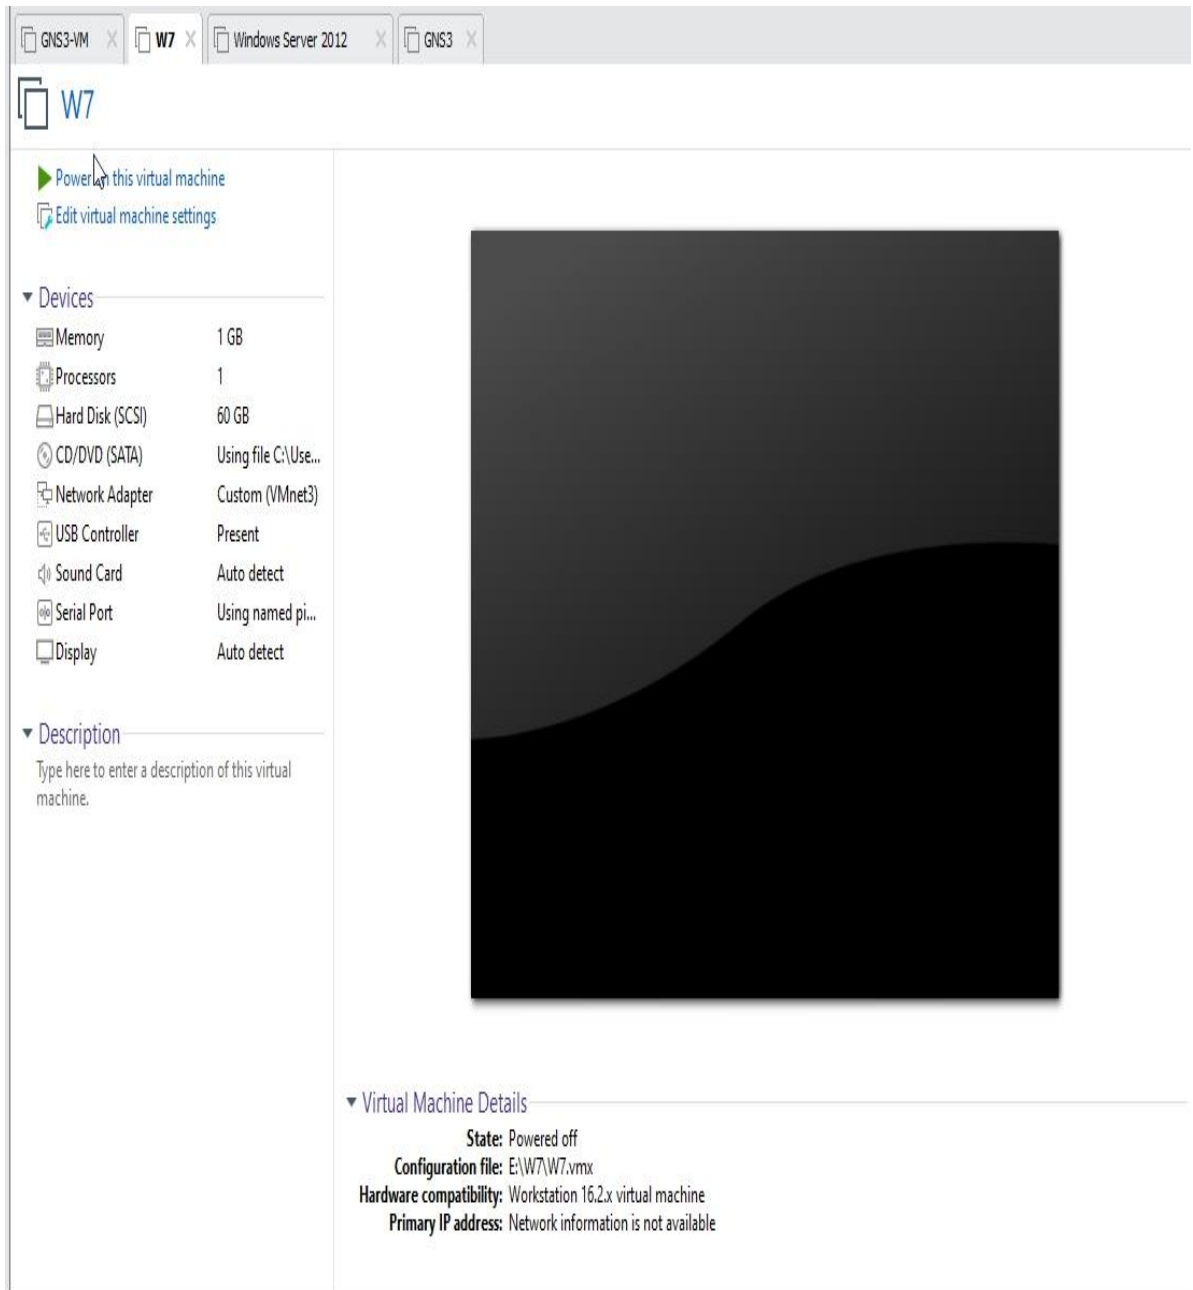 GNS3-VM
W7
Windows Server 2012
GNS3
W7
Power on this virtual machine
Edit virtual machine settings
Devices
Memory 1 GB
Processors 1
Hard Disk (SCSI) 60 GB
CD/DVD (SATA) Using file C:\Use...
Network Adapter Custom (VMnet3)
USB Controller Present
Sound Card Auto detect
Serial Port Using named pi...
Display Auto detect
Description
Type here to enter a description of this virtual
machine.
Virtual Machine Details
State: Powered off
Configuration file: E:\W7\W7.vmx
Hardware compatibility: Workstation 16.2.x virtual machine
Primary IP address: Network information is not available